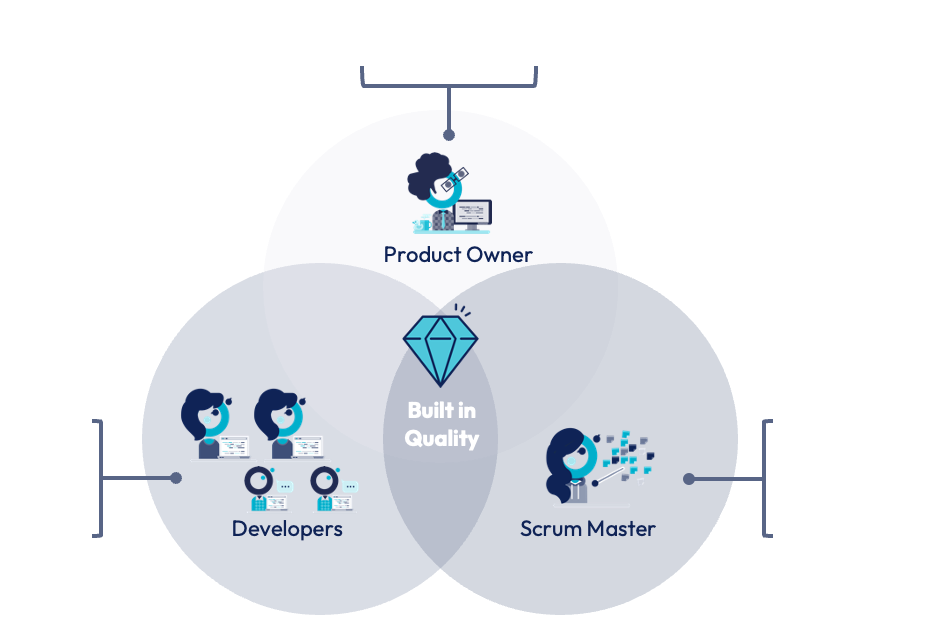 Product Owner
Built in
Quality
Developers
Scrum Master